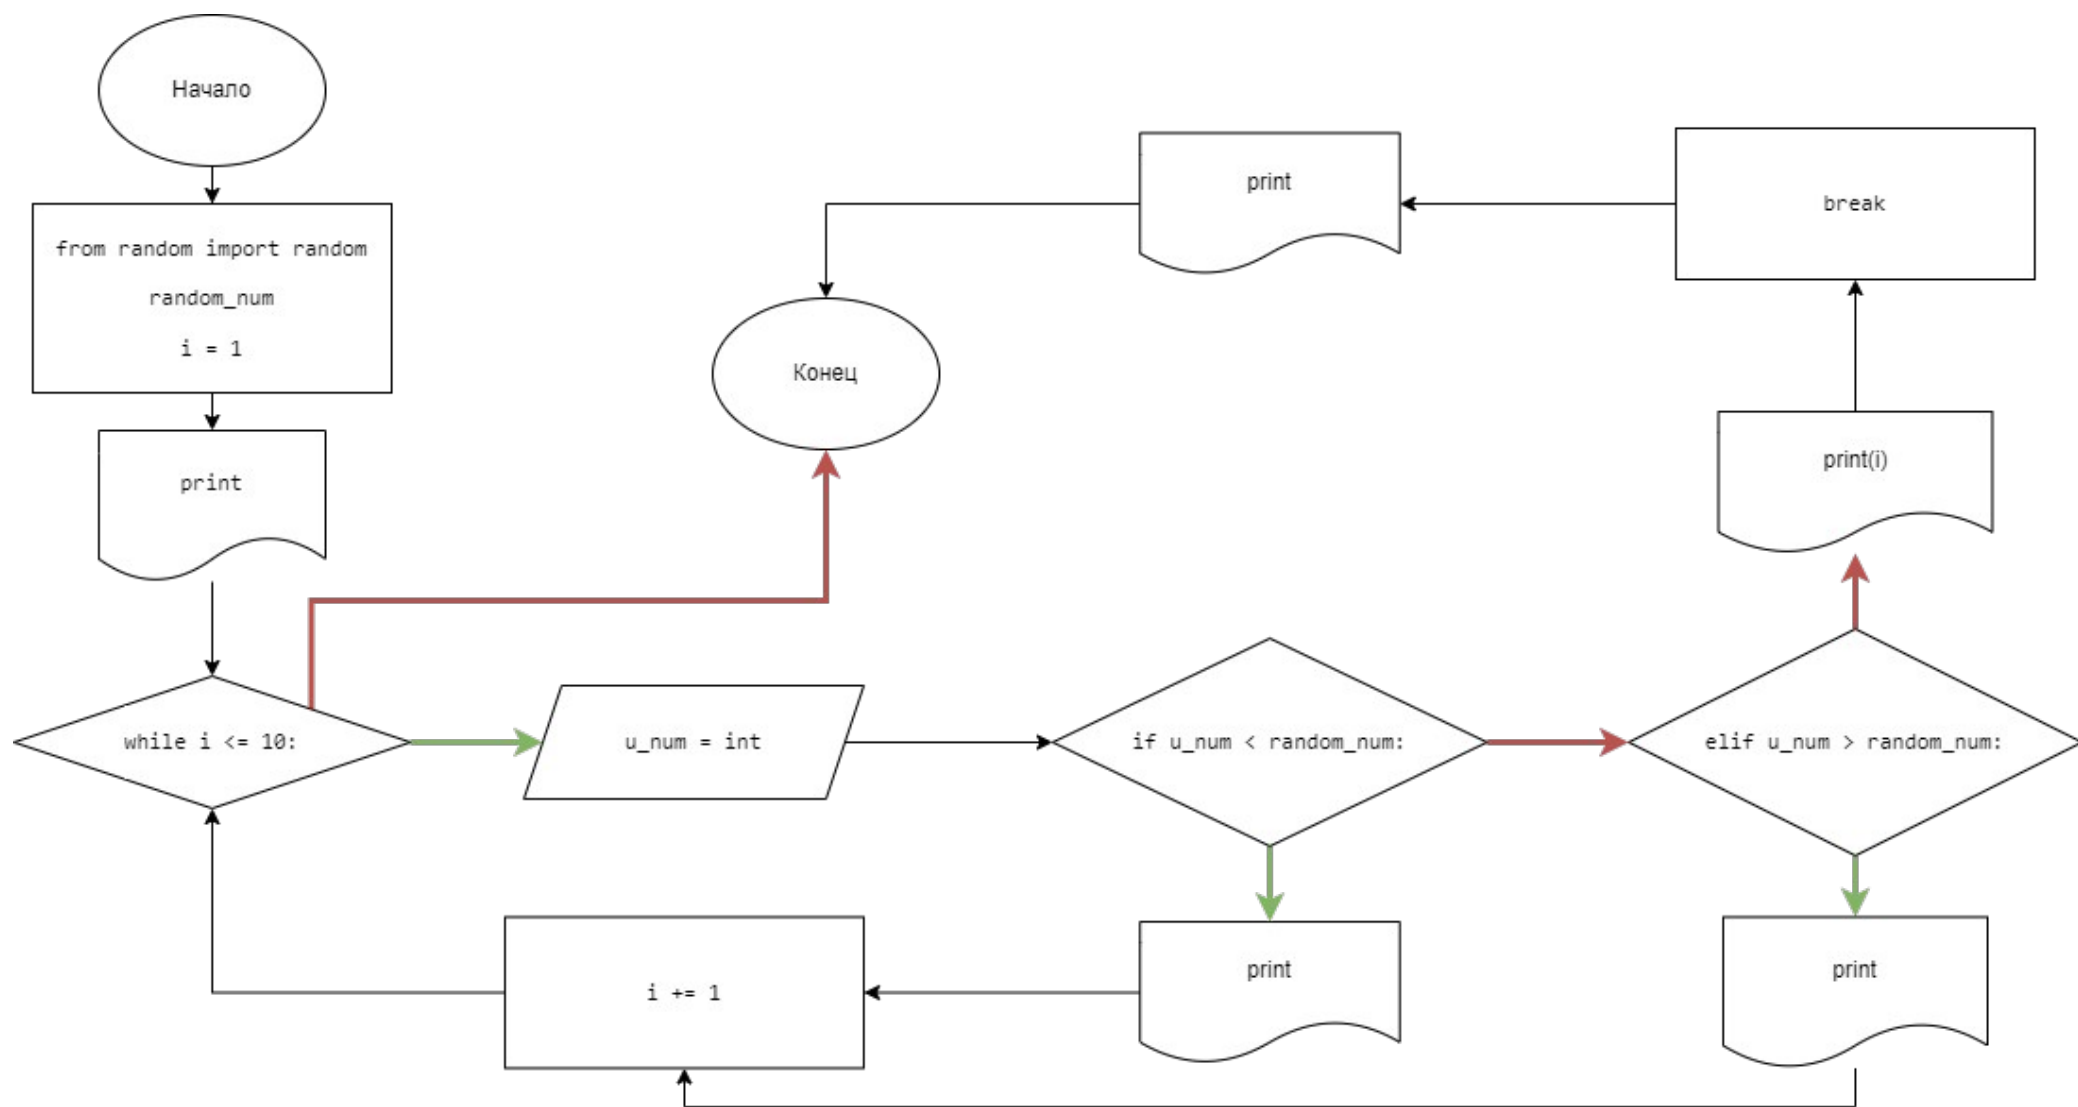 Начало
from random import random
random_num
i = 1
print
while i <= 10:
u_num = int
if u_num < random_num:
elif u_num > random_num:
print
print
i += 1
print(i)
break
print
Конец